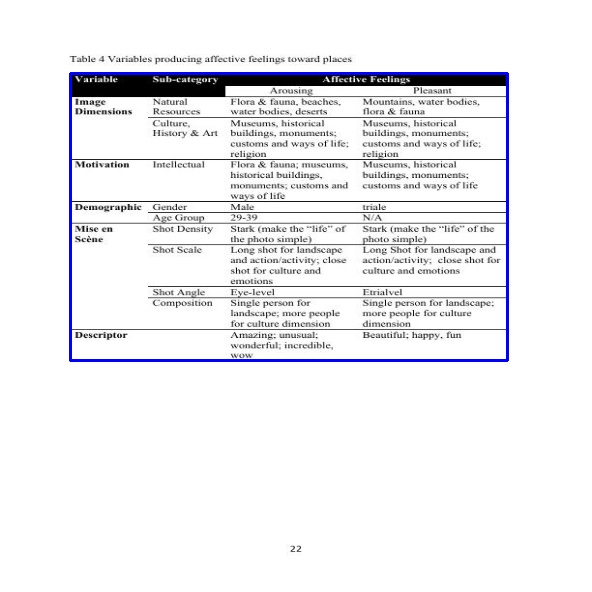 Table 4 Variables producing affective feelings toward places
Variable Sub-category Affective Feelings
Arousing Pleasant
Image Natural Flora & fauna, beaches, Mountains, water bodies,
Dimensions Resources water bodies, deserts flora & fauna
Culture, Museums, historical Museums, historical
History & Art buildings, monuments; buildings, monuments;
customs and ways of life; customs and ways of life;
religion religion
Motivation Intellectual Flora & fauna; museums, Museums, historical
historical buildings, buildings, monuments;
monuments; customs and customs and ways of life
ways of life
Demographic Gender Male triale
Age Group 29-39 N/A
Mise en Shot Density Stark (make the “life” of Stark (make the “life” of the
Scène the photo simple) photo simple)
Shot Scale Long shot for landscape Long Shot for landscape and
and action/activity; close action/activity; close shot for
shot for culture and culture and emotions
emotions
Shot Angle Eye-level Etrialvel
Composition Single person for Single person for landscape;
landscape; more people more people for culture
for culture dimension dimension
Descriptor Amazing; unusual; Beautiful; happy, fun
wonderful; incredible,
wow
22